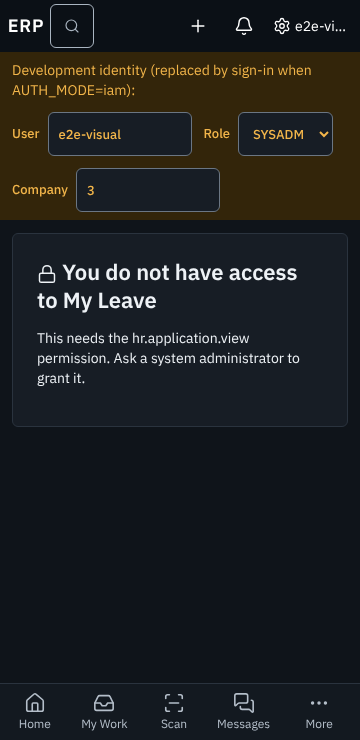 ERP
e2e-vi...
Development identity (replaced by sign-in when
AUTH_MODE=iam):
User e2e-visual Role SYSADM
Company 3
You do not have access
to My Leave
This needs the hr.application.view
permission. Ask a system administrator to
grant it.
Home My Work Scan Messages More